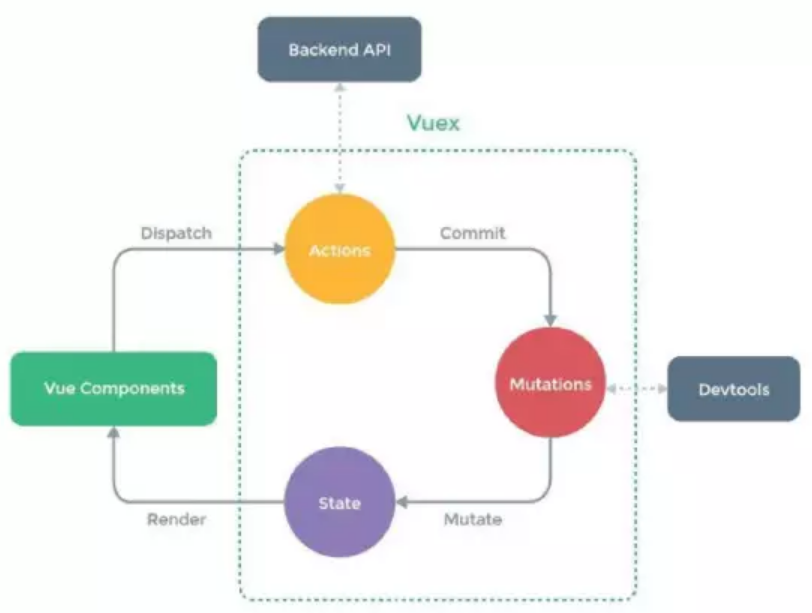 Backend API
Vuex
Dispatch
Commit
Actions
Vue Components
Mutations
Devtools
State
Render
Mutate